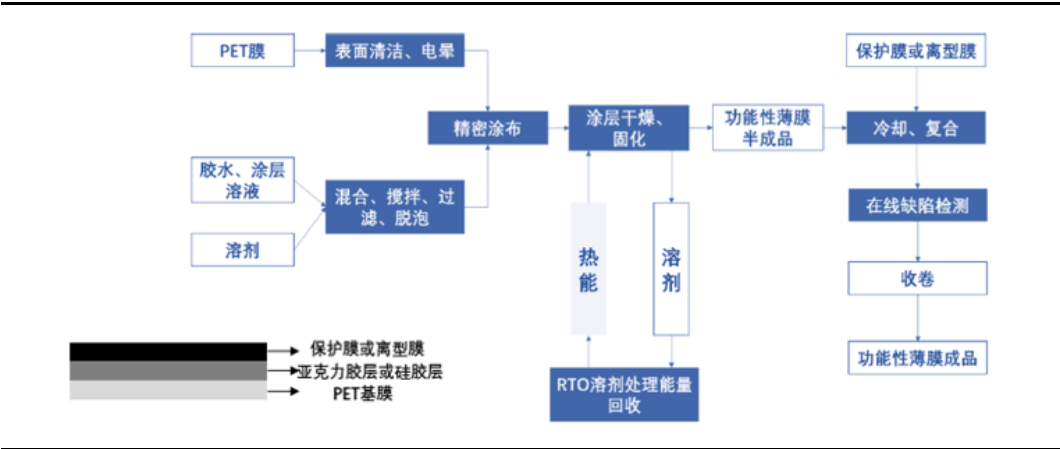 PET膜
表面清洁、电晕
保护膜或离型膜
精密涂布
涂层干燥、
固化
功能性薄膜
半成品
冷却、复合
胶水、涂层
溶液
混合、搅拌、过
滤、脱泡
溶剂
在线缺陷检测
热
能
溶
剂
收卷
功能性薄膜成品
RTO溶剂处理能量
回收
保护膜或离型膜
亚克力胶层或硅胶层
PET基膜